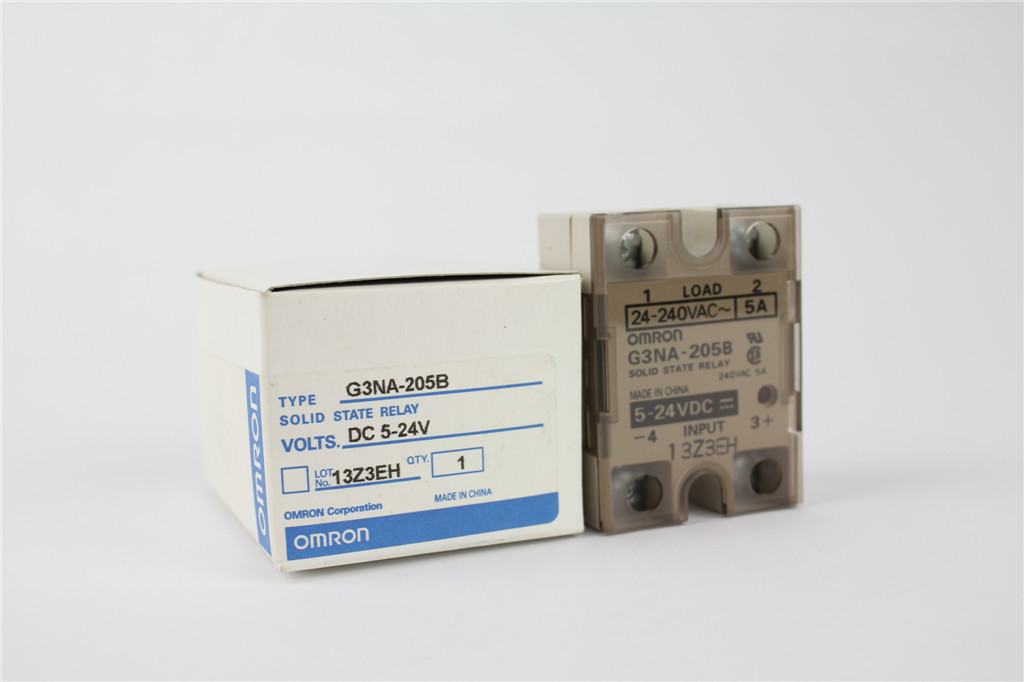 OMRON
TYPE G3NA-205B
SOLID STATE RELAY
VOLTS. DC 5-24V
LOT No. 13Z3EH QTY. 1
OMRON Corporation MADE IN CHINA
OMRON
1 LOAD 2
24-240VAC~ 5A
OMRON
G3NA-205B
SOLID STATE RELAY
240VAC 5A
MADE IN CHINA
5-24VDC
-4 INPUT 3+
13Z3EH